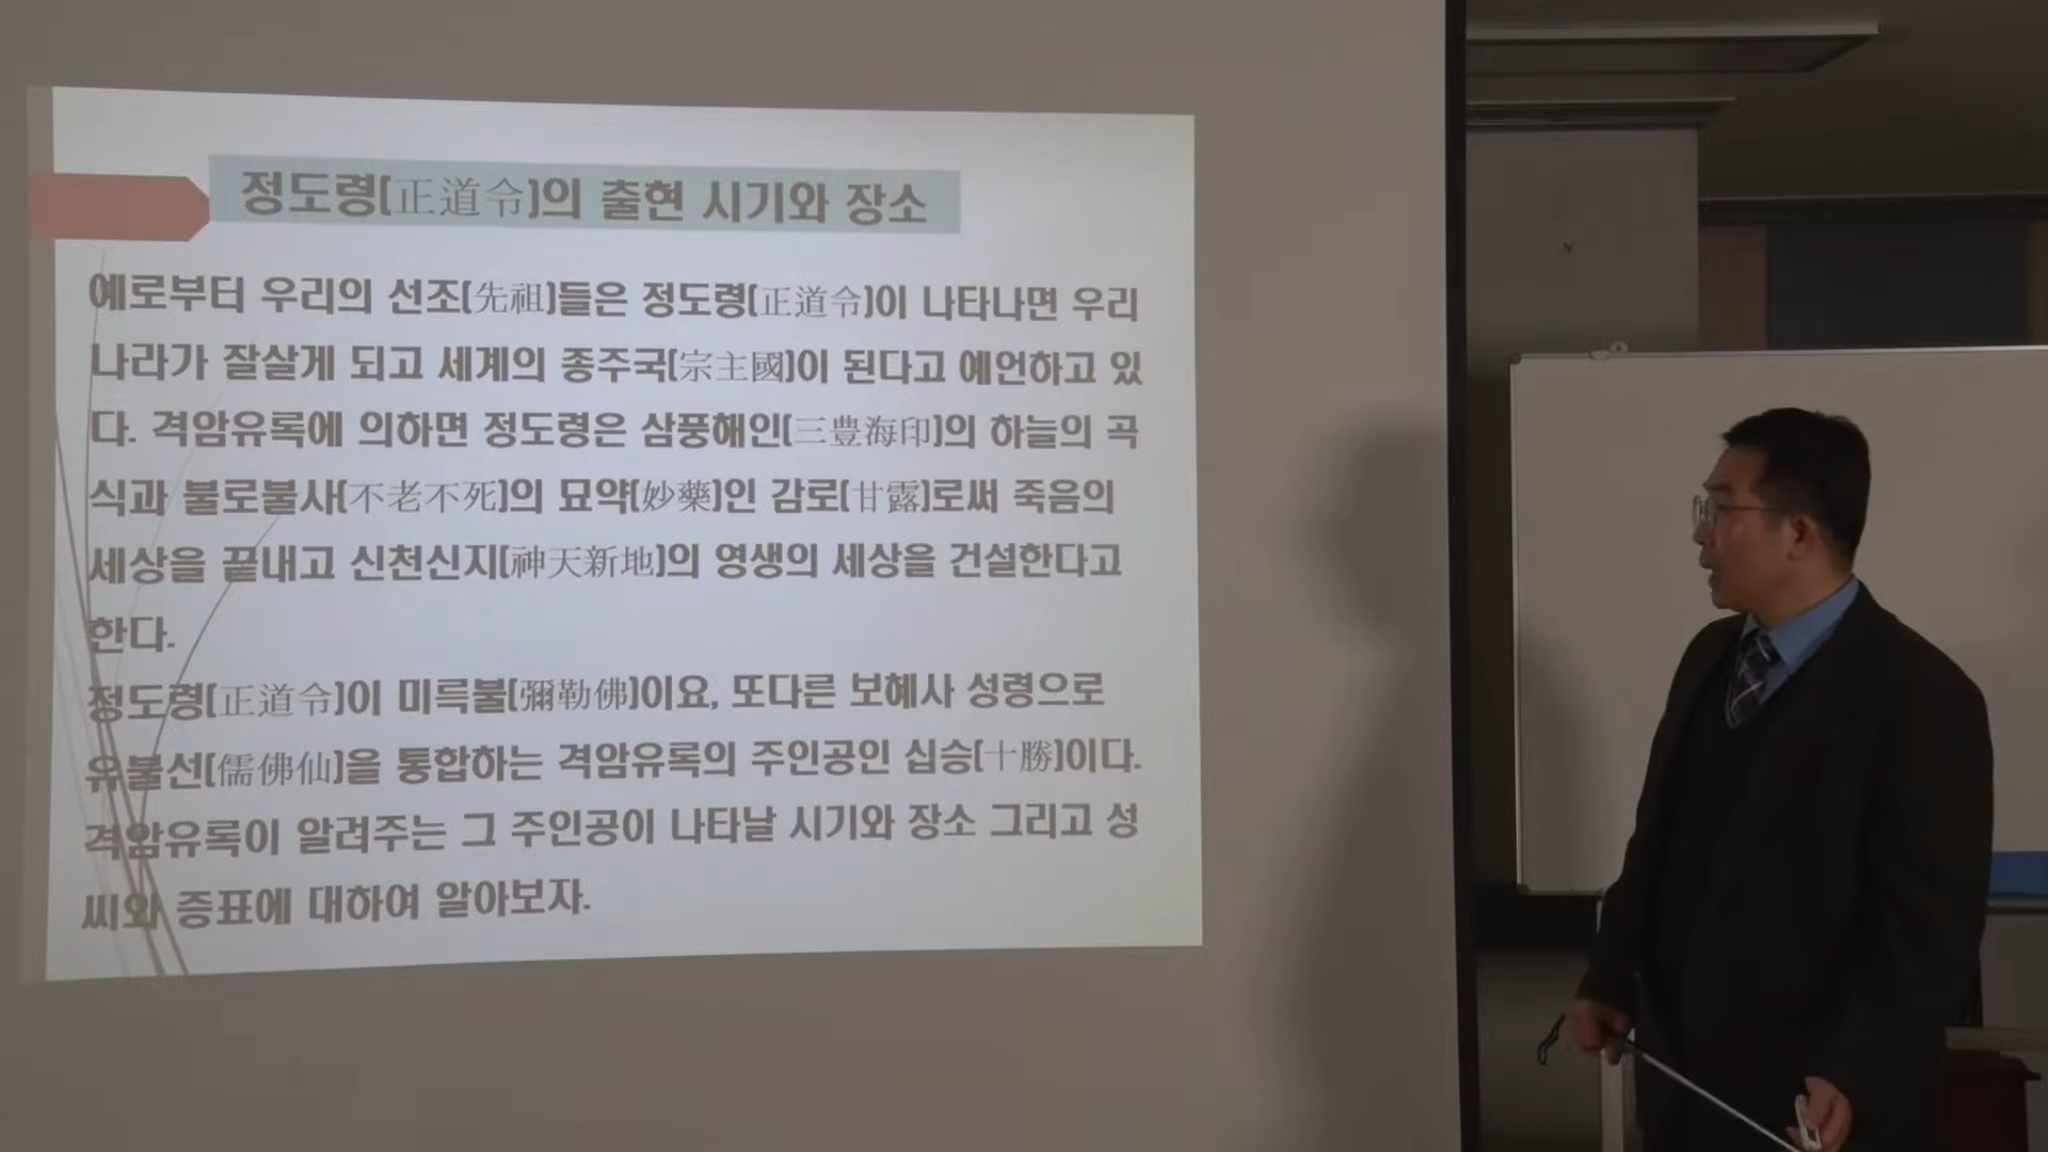 정도령(正道令)의 출현 시기와 장소
예로부터 우리의 선조(先祖)들은 정도령(正道令)이 나타나면 우리
나라가 잘살게 되고 세계의 종주국(宗主國)이 된다고 예언하고 있
다. 격암유록에 의하면 정도령은 삼풍해인(三豊海印)의 하늘의 곡
식과 불로불사(不老不死)의 묘약(妙藥)인 감로(甘露)로써 죽음의
세상을 끝내고 신천신지(神天新地)의 영생의 세상을 건설한다고
한다.
정도령(正道令)이 미륵불(彌勒佛)이요, 또다른 보혜사 성령으로
유불선(儒佛仙)을 통합하는 격암유록의 주인공인 십승(十勝)이다.
격암유록이 알려주는 그 주인공이 나타날 시기와 장소 그리고 성
씨와 증표에 대하여 알아보자.